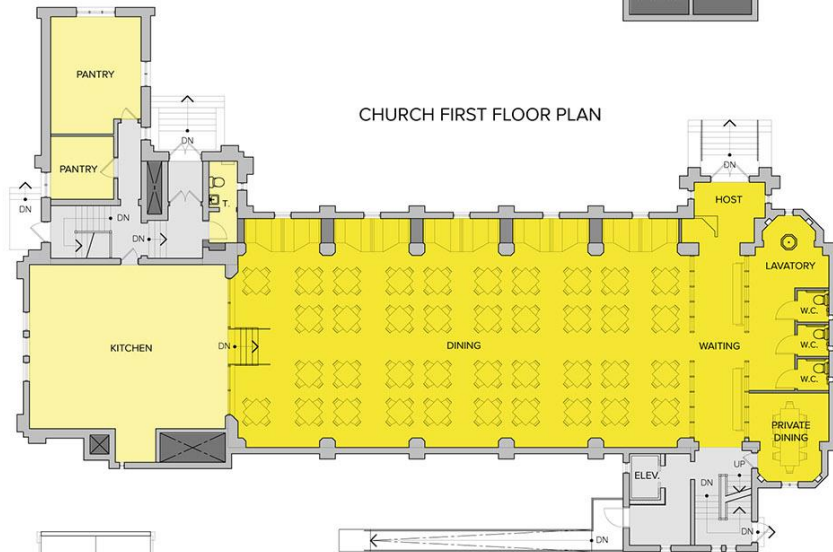 CHURCH FIRST FLOOR PLAN
PANTRY
PANTRY
DN
DN
T.
DN
DN
DN
DN
HOST
LAVATORY
W.C.
W.C.
W.C.
KITCHEN
DN
DINING
WAITING
PRIVATE
DINING
ELEV.
UP
DN
DN
DN